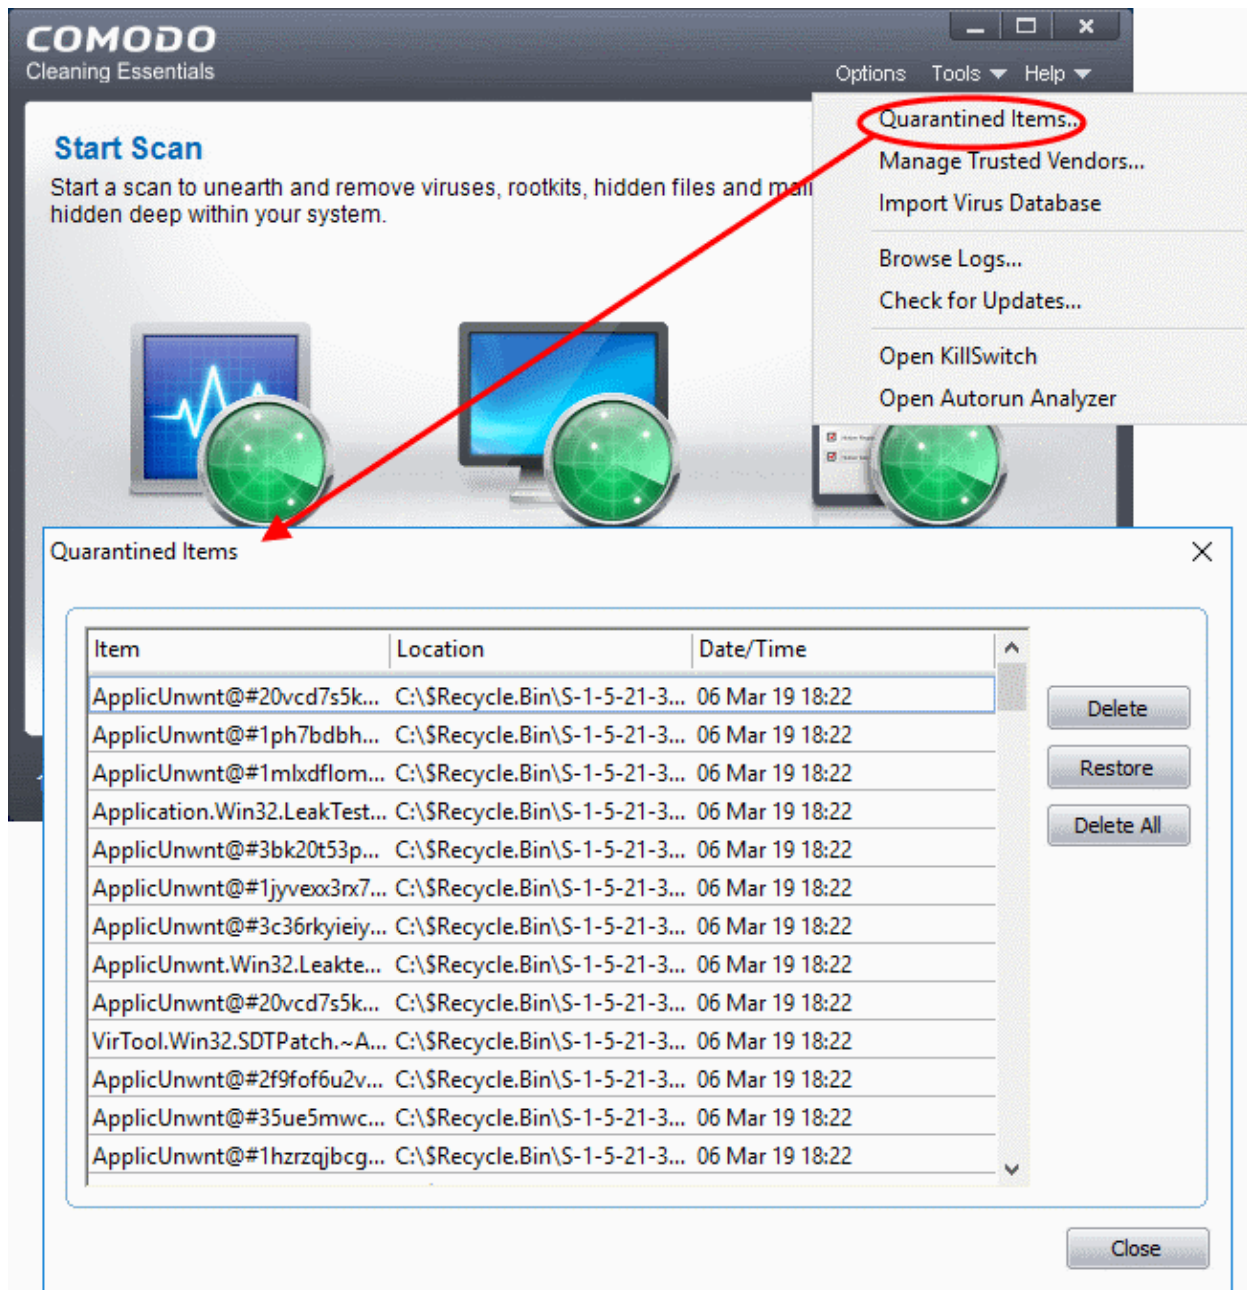 COMODO
Cleaning Essentials
Options Tools Help
Quarantined Items...
Manage Trusted Vendors...
Import Virus Database
Browse Logs...
Check for Updates...
Open KillSwitch
Open Autorun Analyzer
Start Scan
Start a scan to unearth and remove viruses, rootkits, hidden files and
hidden deep within your system.
Quarantined Items
Item Location Date/Time
ApplicUnwnt@#20vcd7s5k... C:\$Recycle.Bin\S-1-5-21-3... 06 Mar 19 18:22
ApplicUnwnt@#1ph7bdbh... C:\$Recycle.Bin\S-1-5-21-3... 06 Mar 19 18:22
ApplicUnwnt@#1mlxdflom... C:\$Recycle.Bin\S-1-5-21-3... 06 Mar 19 18:22
Application.Win32.LeakTest... C:\$Recycle.Bin\S-1-5-21-3... 06 Mar 19 18:22
ApplicUnwnt@#3bk20t53p... C:\$Recycle.Bin\S-1-5-21-3... 06 Mar 19 18:22
ApplicUnwnt@#1jyvexx3rx7... C:\$Recycle.Bin\S-1-5-21-3... 06 Mar 19 18:22
ApplicUnwnt@#3c36rkyieiy... C:\$Recycle.Bin\S-1-5-21-3... 06 Mar 19 18:22
ApplicUnwnt.Win32.Leakte... C:\$Recycle.Bin\S-1-5-21-3... 06 Mar 19 18:22
ApplicUnwnt@#20vcd7s5k... C:\$Recycle.Bin\S-1-5-21-3... 06 Mar 19 18:22
VirTool.Win32.SDTPatch.~A... C:\$Recycle.Bin\S-1-5-21-3... 06 Mar 19 18:22
ApplicUnwnt@#2f9fof6u2v... C:\$Recycle.Bin\S-1-5-21-3... 06 Mar 19 18:22
ApplicUnwnt@#35ue5mwc... C:\$Recycle.Bin\S-1-5-21-3... 06 Mar 19 18:22
ApplicUnwnt@#1hzrzqjbcg... C:\$Recycle.Bin\S-1-5-21-3... 06 Mar 19 18:22
Delete
Restore
Delete All
Close